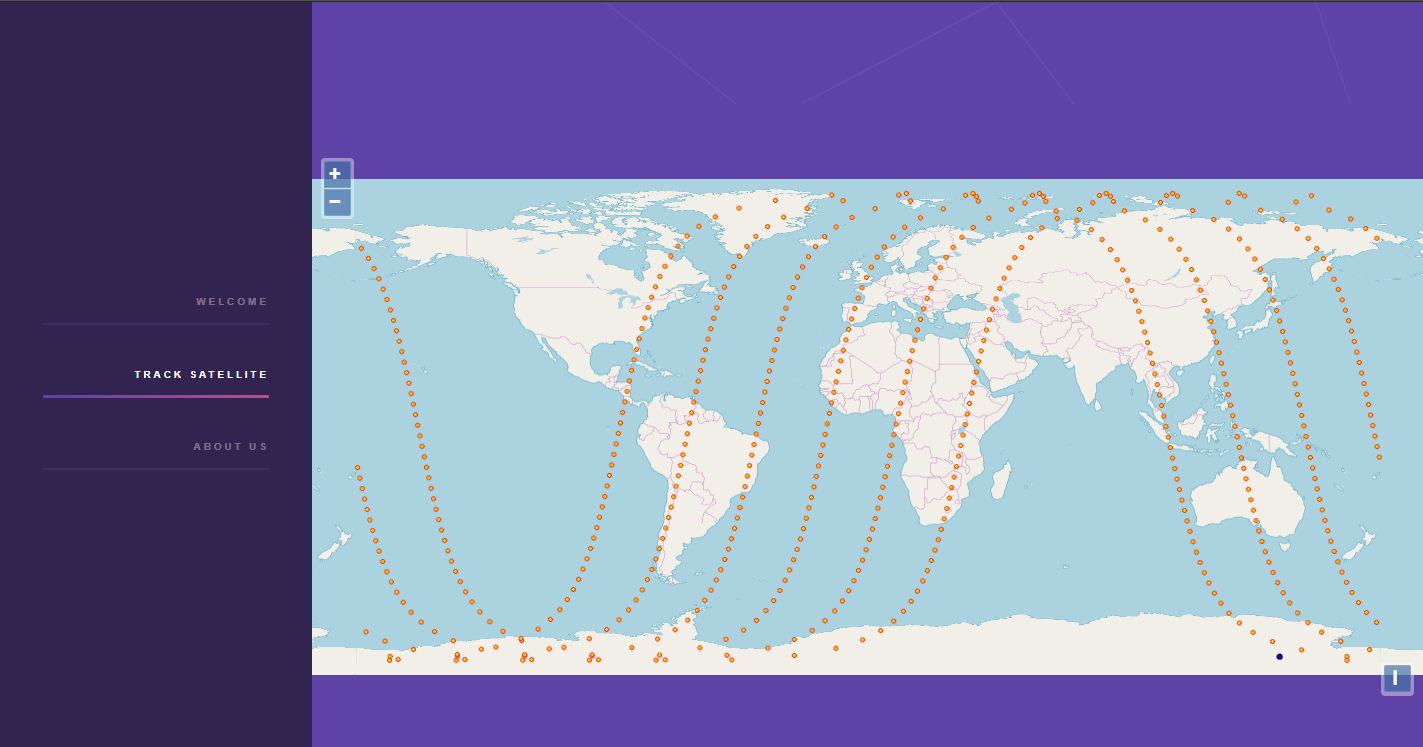 WELCOME
TRACK SATELLITE
ABOUT US
+
−
I